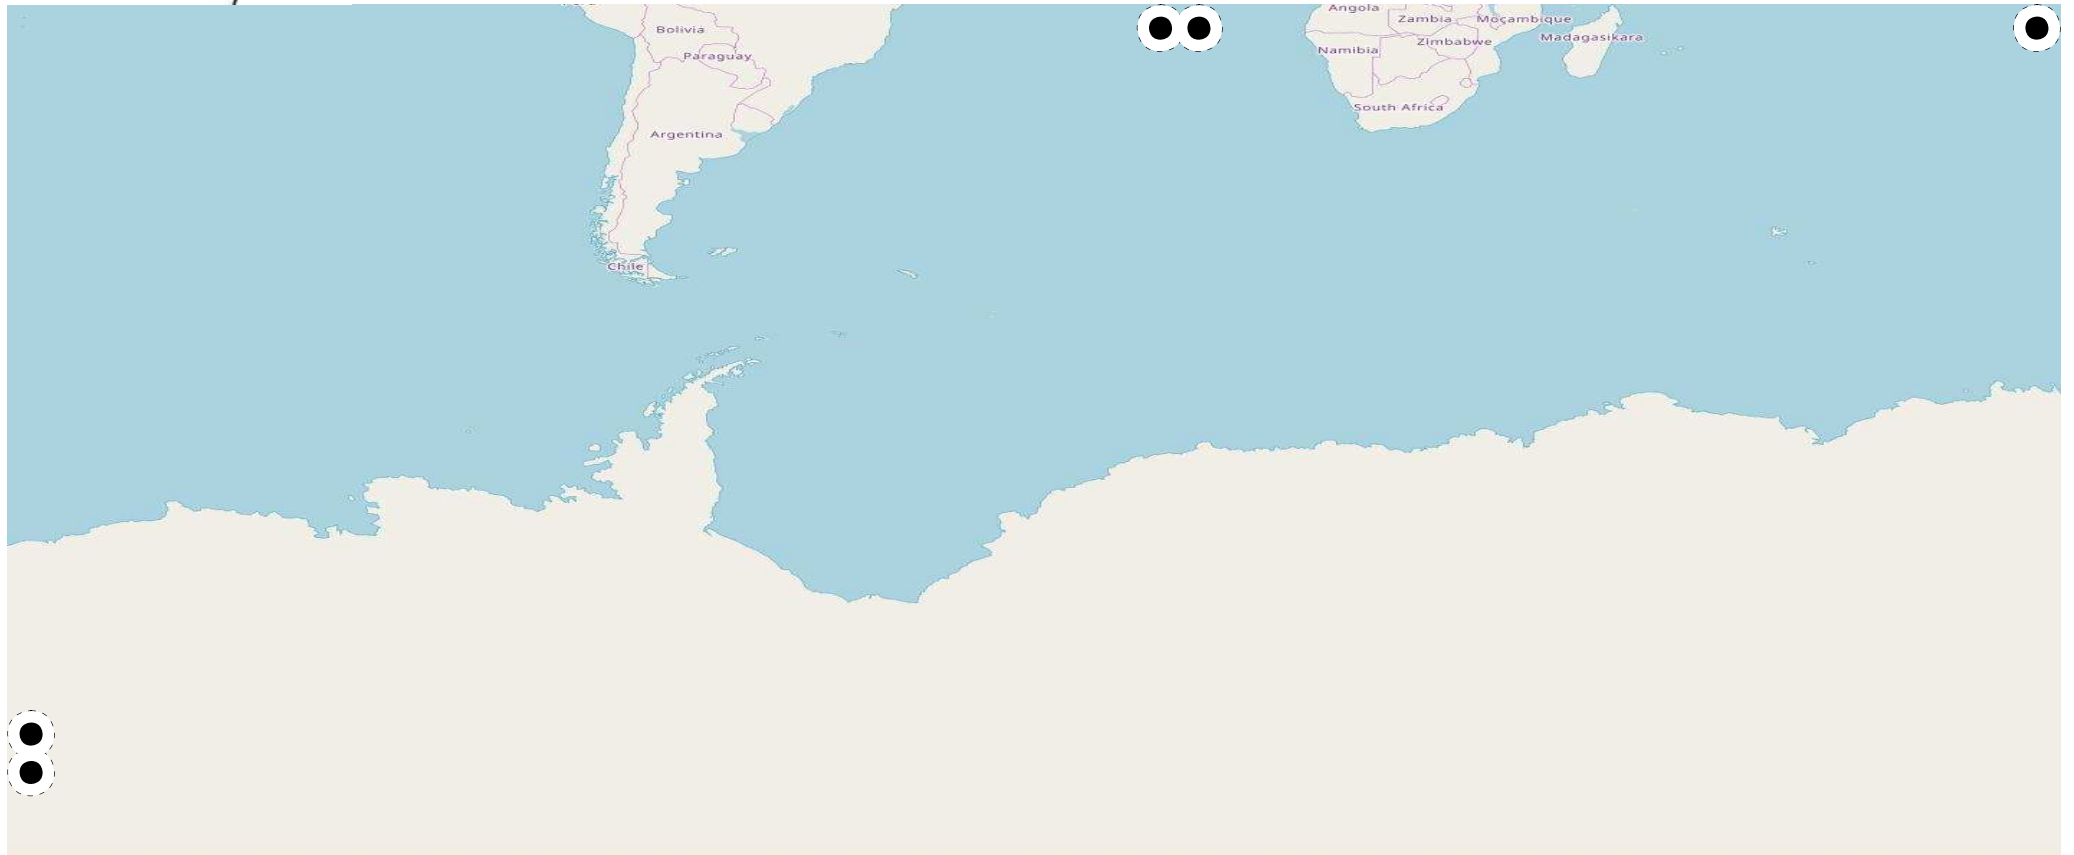 Angola
Zambia
Moçambique
Bolivia
Madagasikara
Zimbabwe
Namibia
Paraguay
South Africa
Argentina
Chile